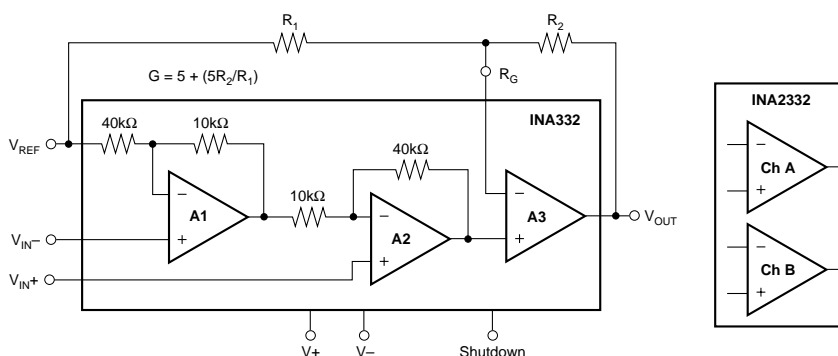 R1
R2
G = 5 + (5R2/R1)
RG
INA332
INA2332
40kΩ
10kΩ
VREF
40kΩ
Ch A
A1
10kΩ
A2
A3
VOUT
VIN–
VIN+
Ch B
V+
V–
Shutdown